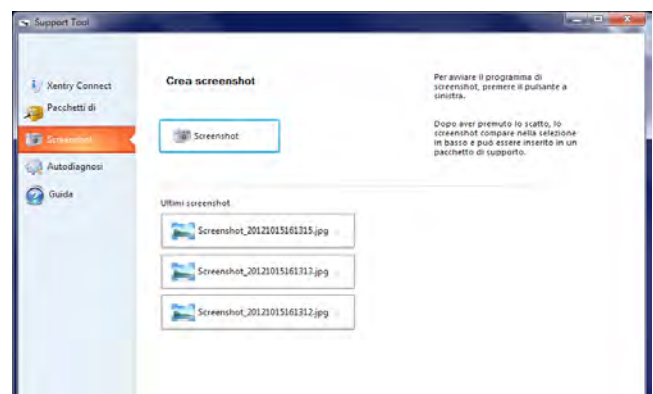 Support Tool
Xentry Connect
Pacchetti di
Screenshot
Autodiagnosi
Guida
Crea screenshot
Screenshot
Per avviare il programma di
screenshot, premere il pulsante a
sinistra.
Dopo aver premuto lo scatto, lo
screenshot compare nella selezione
in basso e può essere inserito in un
pacchetto di supporto.
Ultimi screenshot
Screenshot_20121015161315.jpg
Screenshot_20121015161313.jpg
Screenshot_20121015161312.jpg